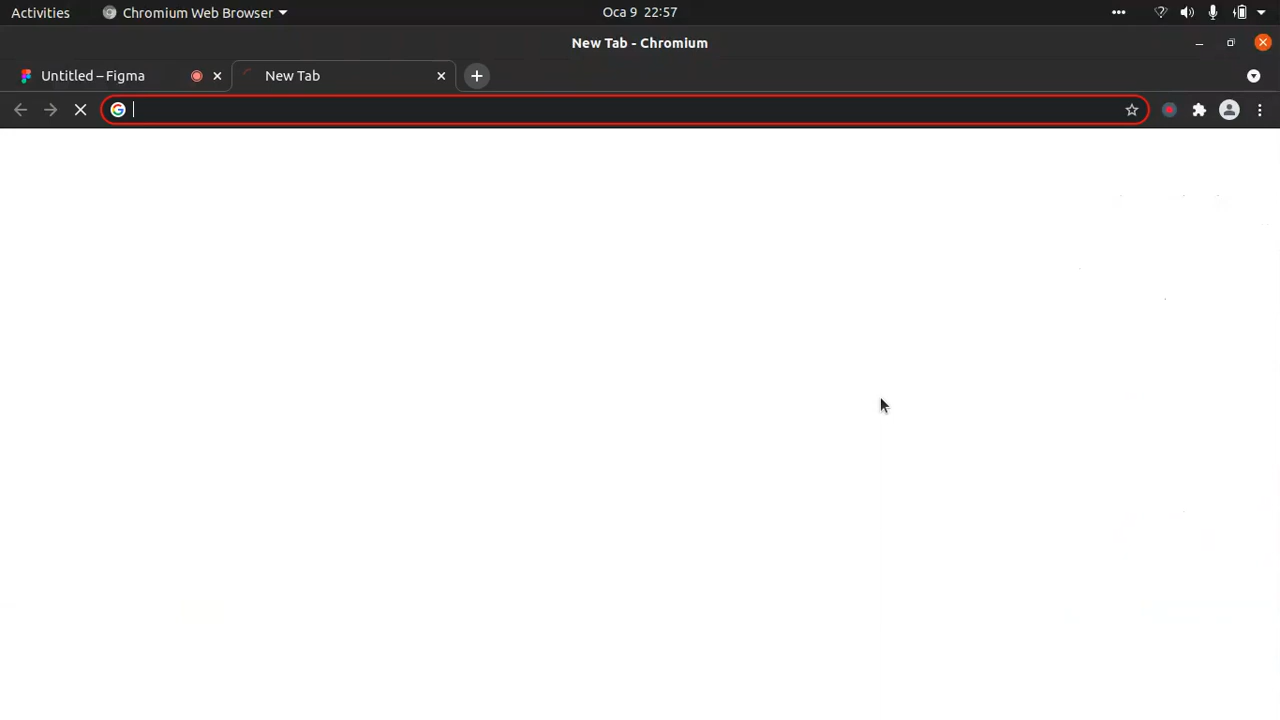 Activities
Chromium Web Browser
Oca 9 22:57
New Tab - Chromium
Untitled – Figma
New Tab